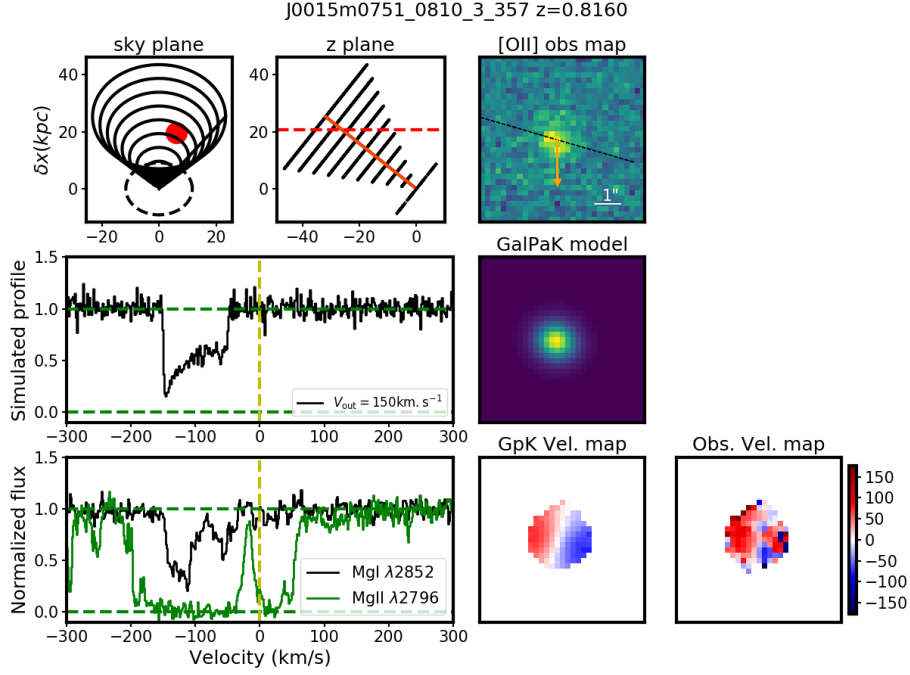 J0015m0751_0810_3_357 z=0.8160
sky plane
z plane
[OII] obs map
δx(kpc)
40
20
0
−20 0 20
−40 −20 0
1"
GalPaK model
Simulated profile
1.5
1.0
0.5
0.0
V_out = 150km.s⁻¹
−300 −200 −100 0 100 200 300
GpK Vel. map
Obs. Vel. map
Normalized flux
1.5
1.0
0.5
0.0
MgI λ2852
MgII λ2796
−300 −200 −100 0 100 200 300
Velocity (km/s)
150
100
50
0
−50
−100
−150